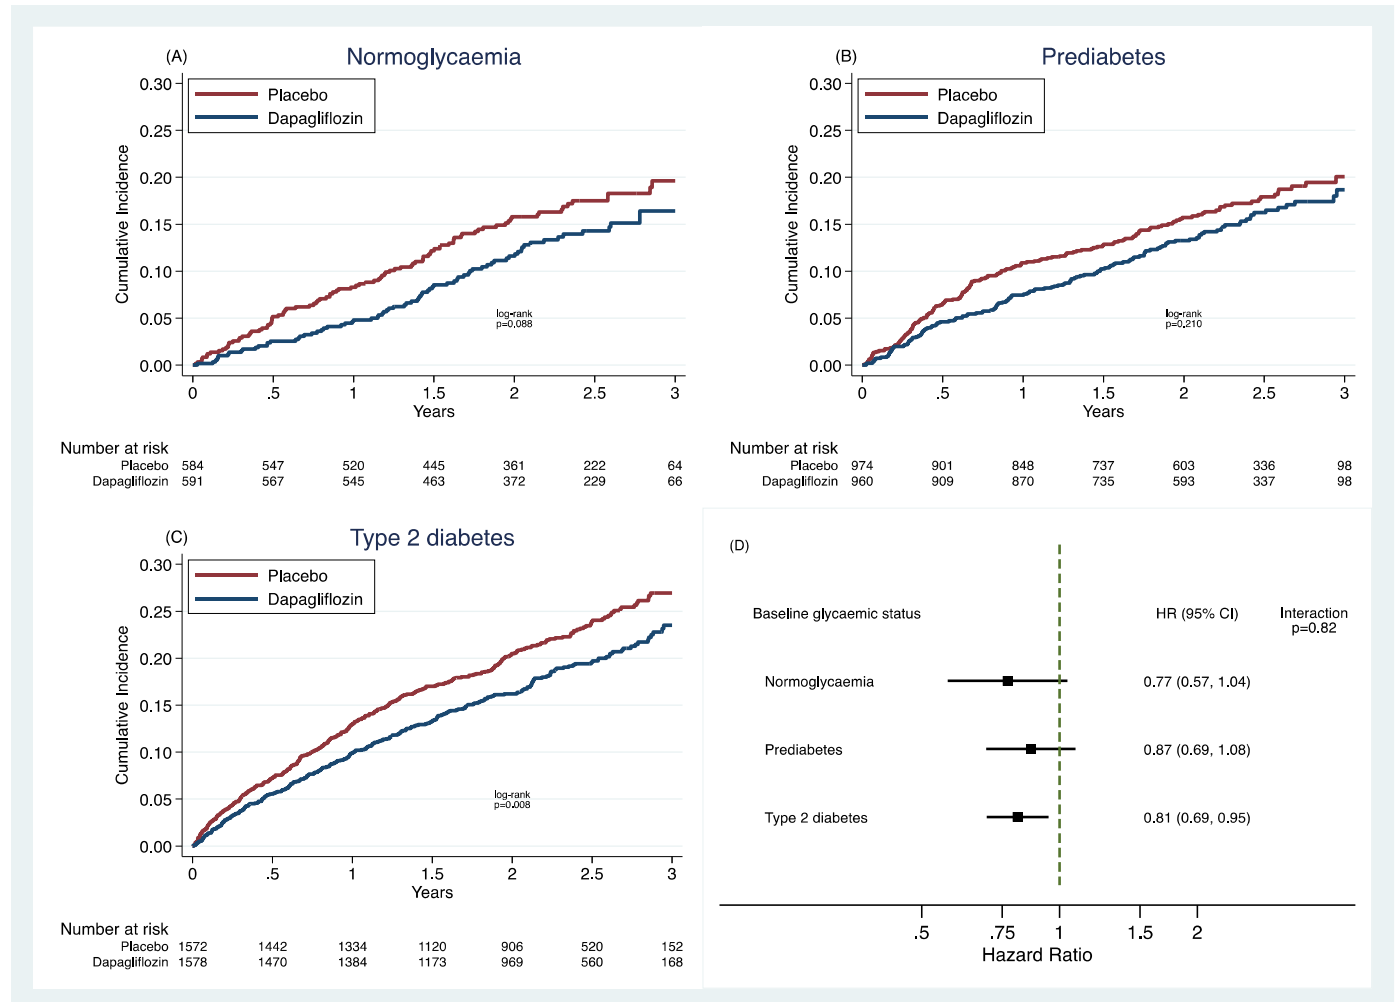 (A) Normoglycaemia
Placebo
Dapagliflozin
0.30
0.25
0.20
0.15
0.10
0.05
0.00
Cumulative Incidence
log-rank
p=0.088
0 .5 1 1.5 2 2.5 3
Years
Number at risk
Placebo 584 547 520 445 361 222 64
Dapagliflozin 591 567 545 463 372 229 66
(B) Prediabetes
Placebo
Dapagliflozin
0.30
0.25
0.20
0.15
0.10
0.05
0.00
Cumulative Incidence
log-rank
p=0.210
0 .5 1 1.5 2 2.5 3
Years
Number at risk
Placebo 974 901 848 737 603 336 98
Dapagliflozin 960 909 870 735 593 337 98
(C) Type 2 diabetes
Placebo
Dapagliflozin
0.30
0.25
0.20
0.15
0.10
0.05
0.00
Cumulative Incidence
log-rank
p=0.008
0 .5 1 1.5 2 2.5 3
Years
Number at risk
Placebo 1572 1442 1334 1120 906 520 152
Dapagliflozin 1578 1470 1384 1173 969 560 168
(D)
Baseline glycaemic status HR (95% CI) Interaction
p=0.82
Normoglycaemia 0.77 (0.57, 1.04)
Prediabetes 0.87 (0.69, 1.08)
Type 2 diabetes 0.81 (0.69, 0.95)
.5 .75 1 1.5 2
Hazard Ratio